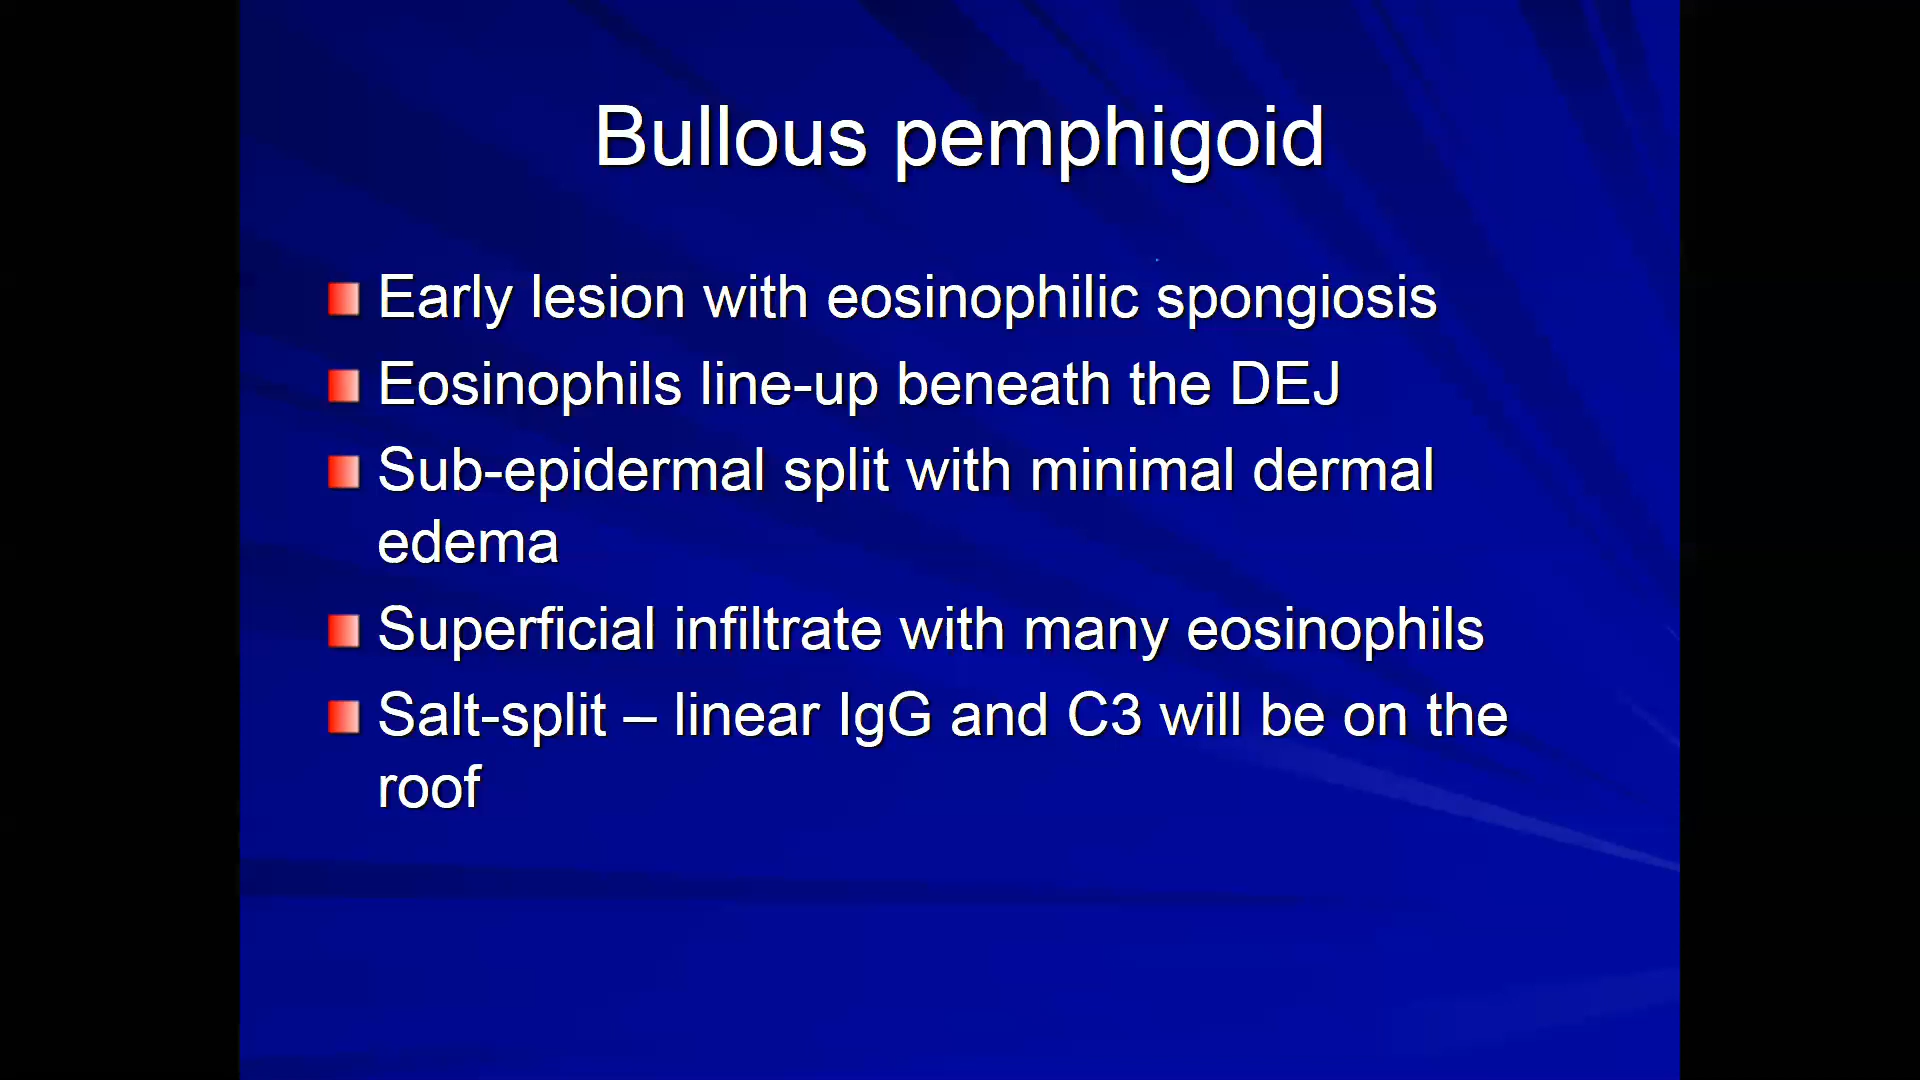 Bullous pemphigoid
Early lesion with eosinophilic spongiosis
Eosinophils line-up beneath the DEJ
Sub-epidermal split with minimal dermal
edema
Superficial infiltrate with many eosinophils
Salt-split – linear IgG and C3 will be on the
roof